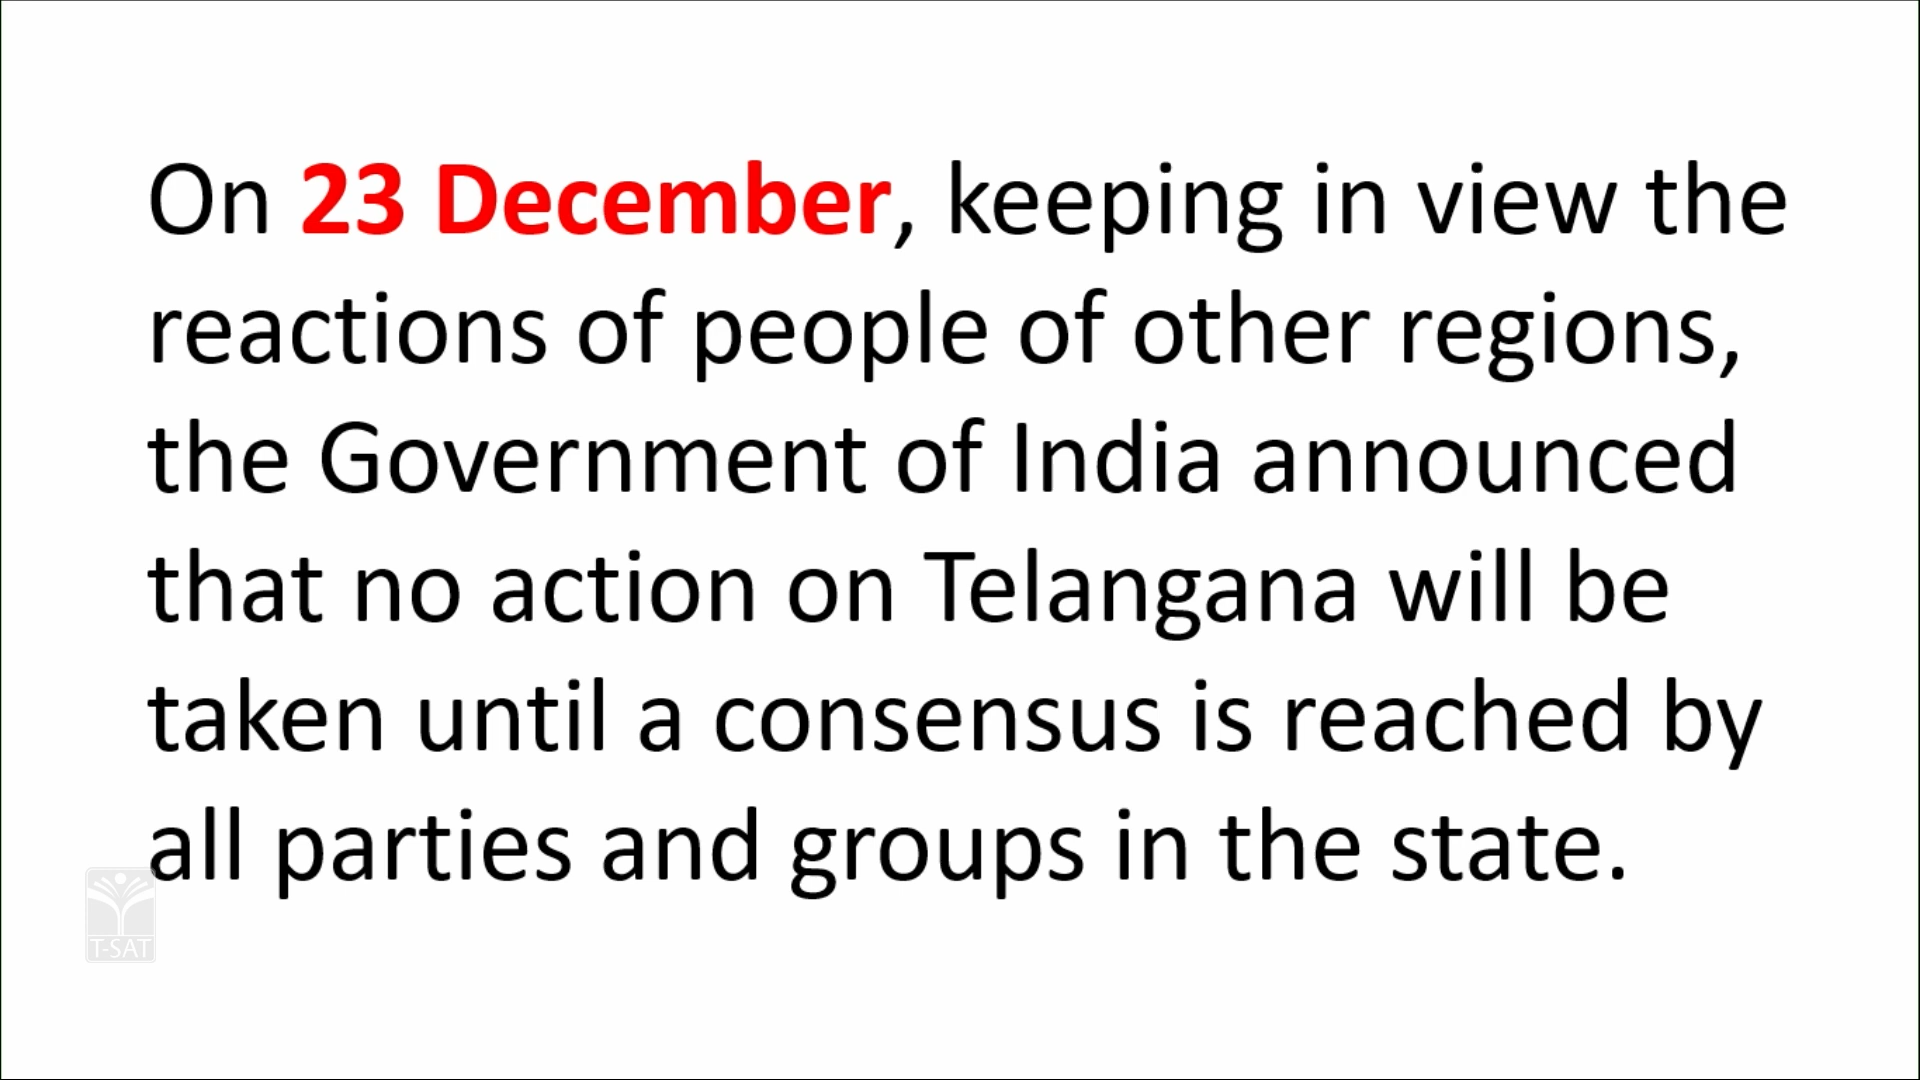 On 23 December, keeping in view the
reactions of people of other regions,
the Government of India announced
that no action on Telangana will be
taken until a consensus is reached by
all parties and groups in the state.
T-SAT